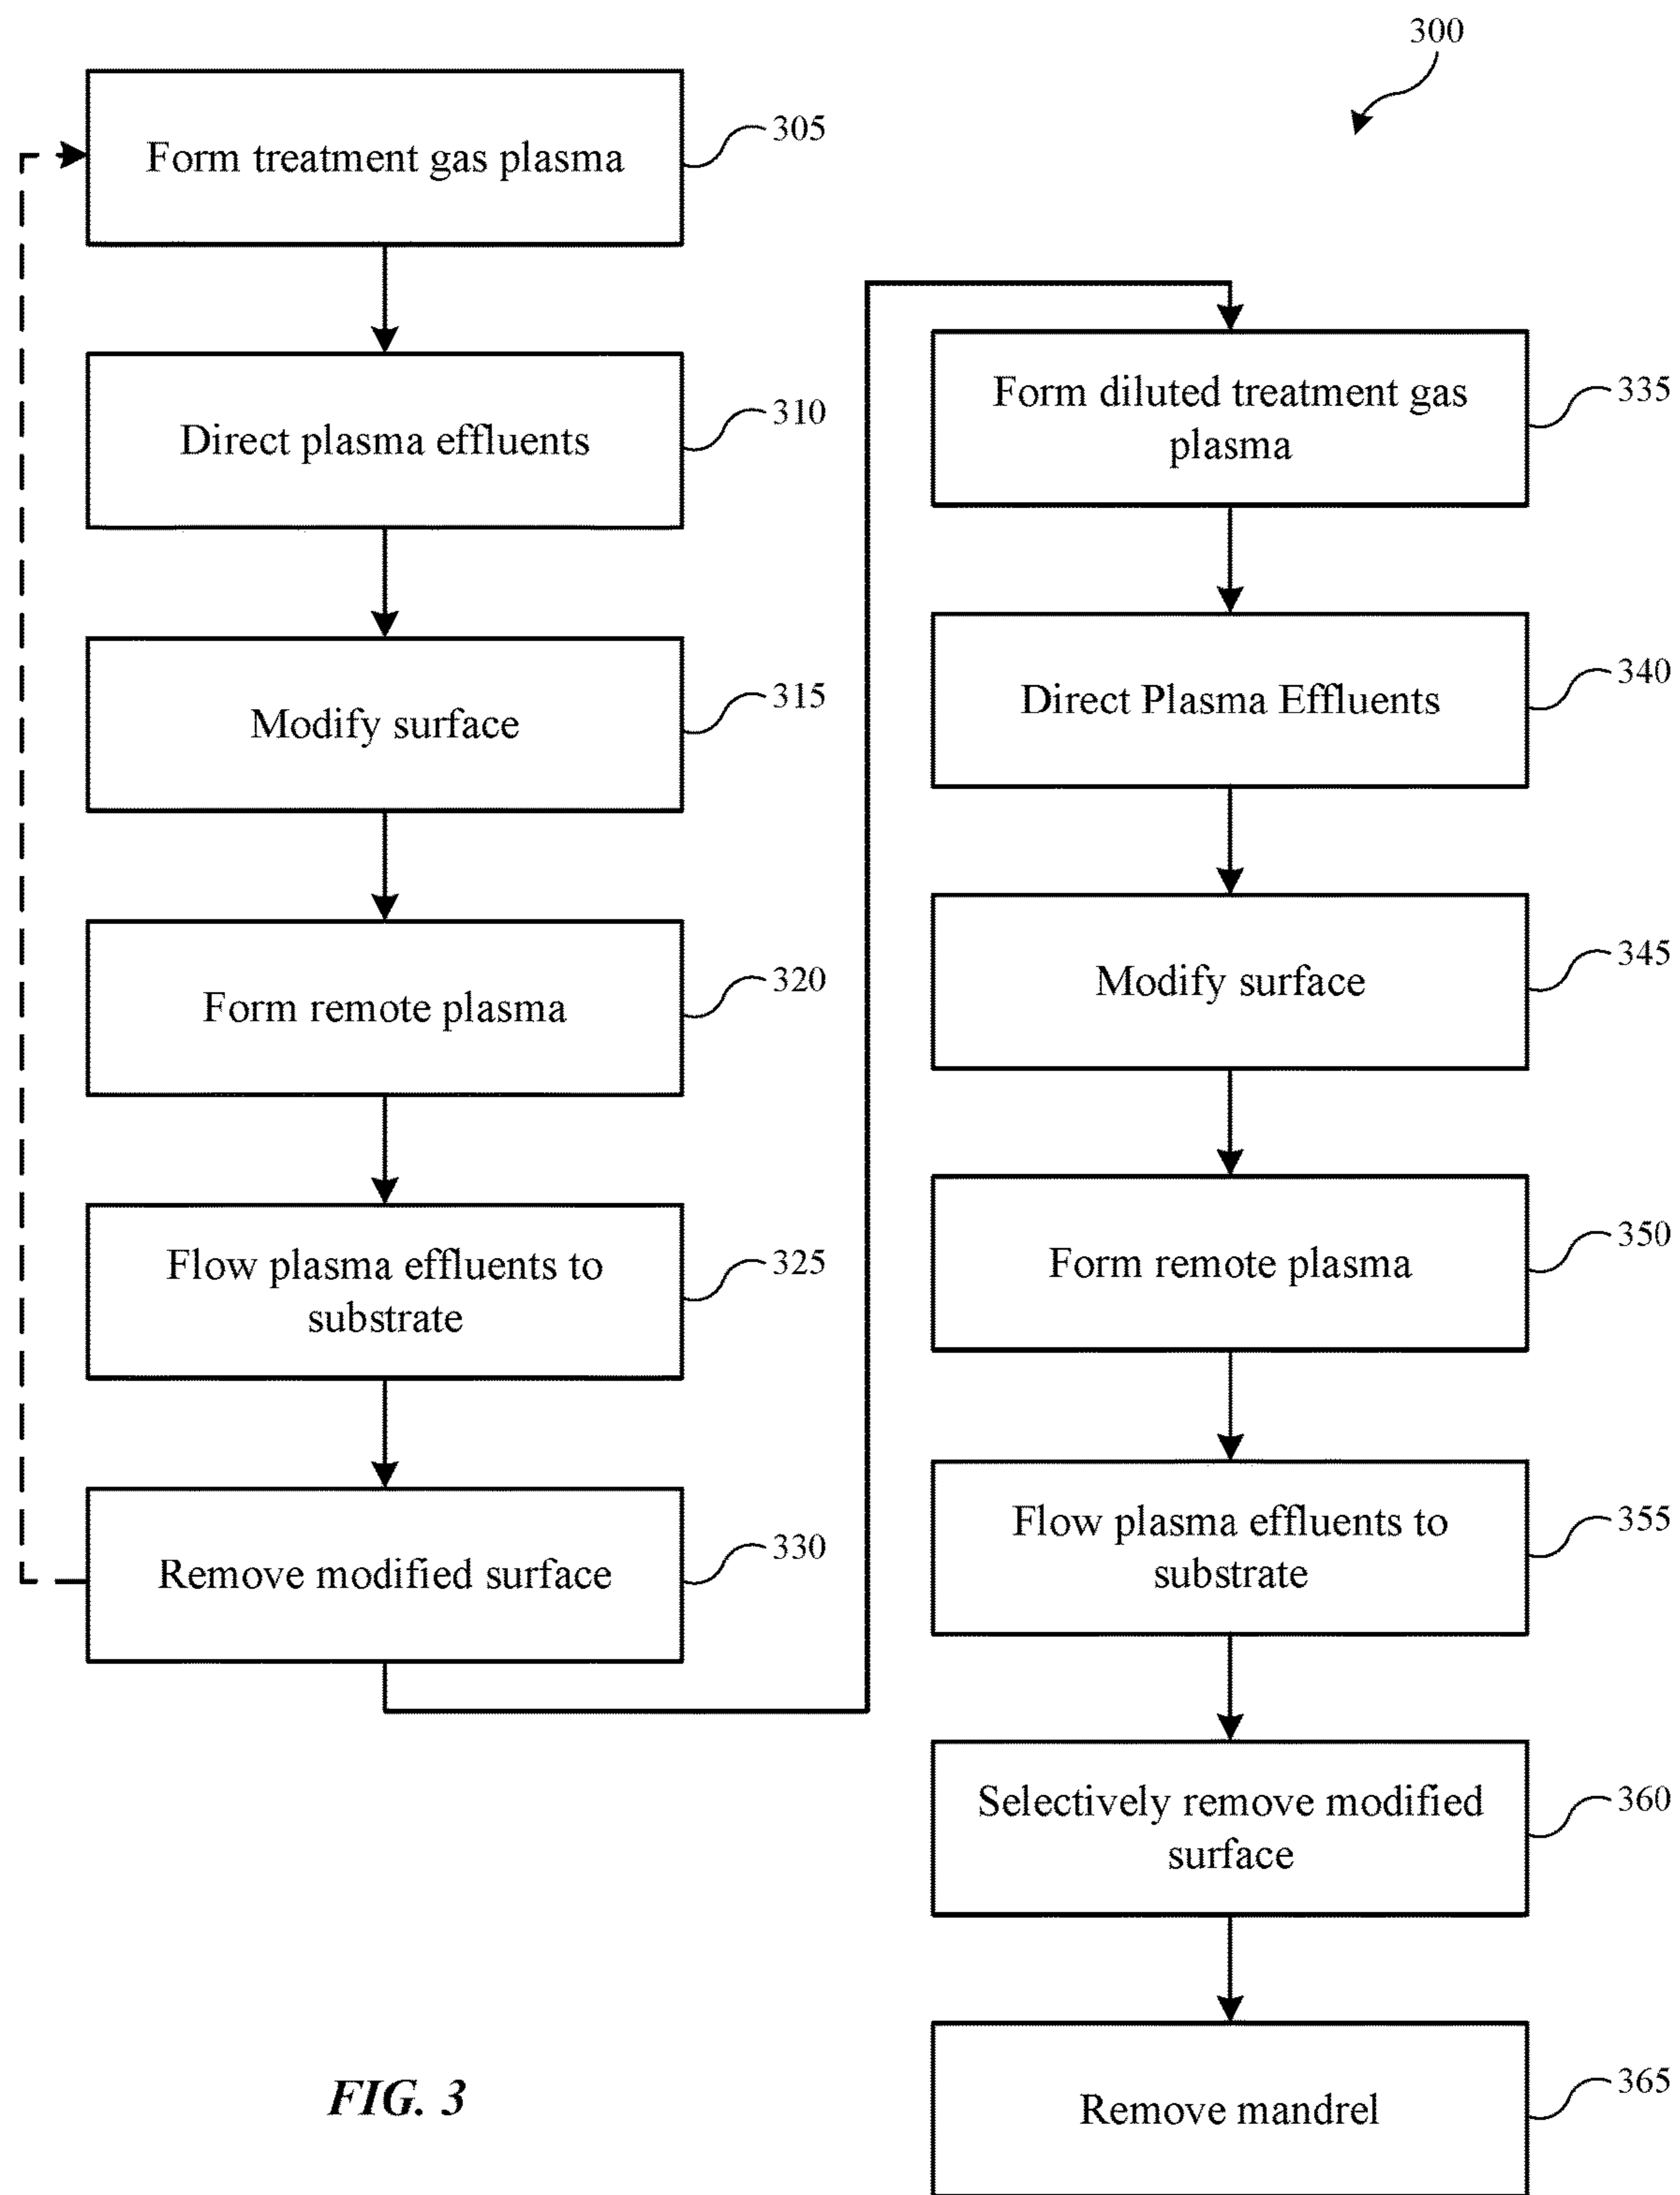 300
Form treatment gas plasma
305
Direct plasma effluents
310
Modify surface
315
Form remote plasma
320
Flow plasma effluents to
substrate
325
Remove modified surface
330
Form diluted treatment gas
plasma
335
Direct Plasma Effluents
340
Modify surface
345
Form remote plasma
350
Flow plasma effluents to
substrate
355
Selectively remove modified
surface
360
Remove mandrel
365
FIG. 3